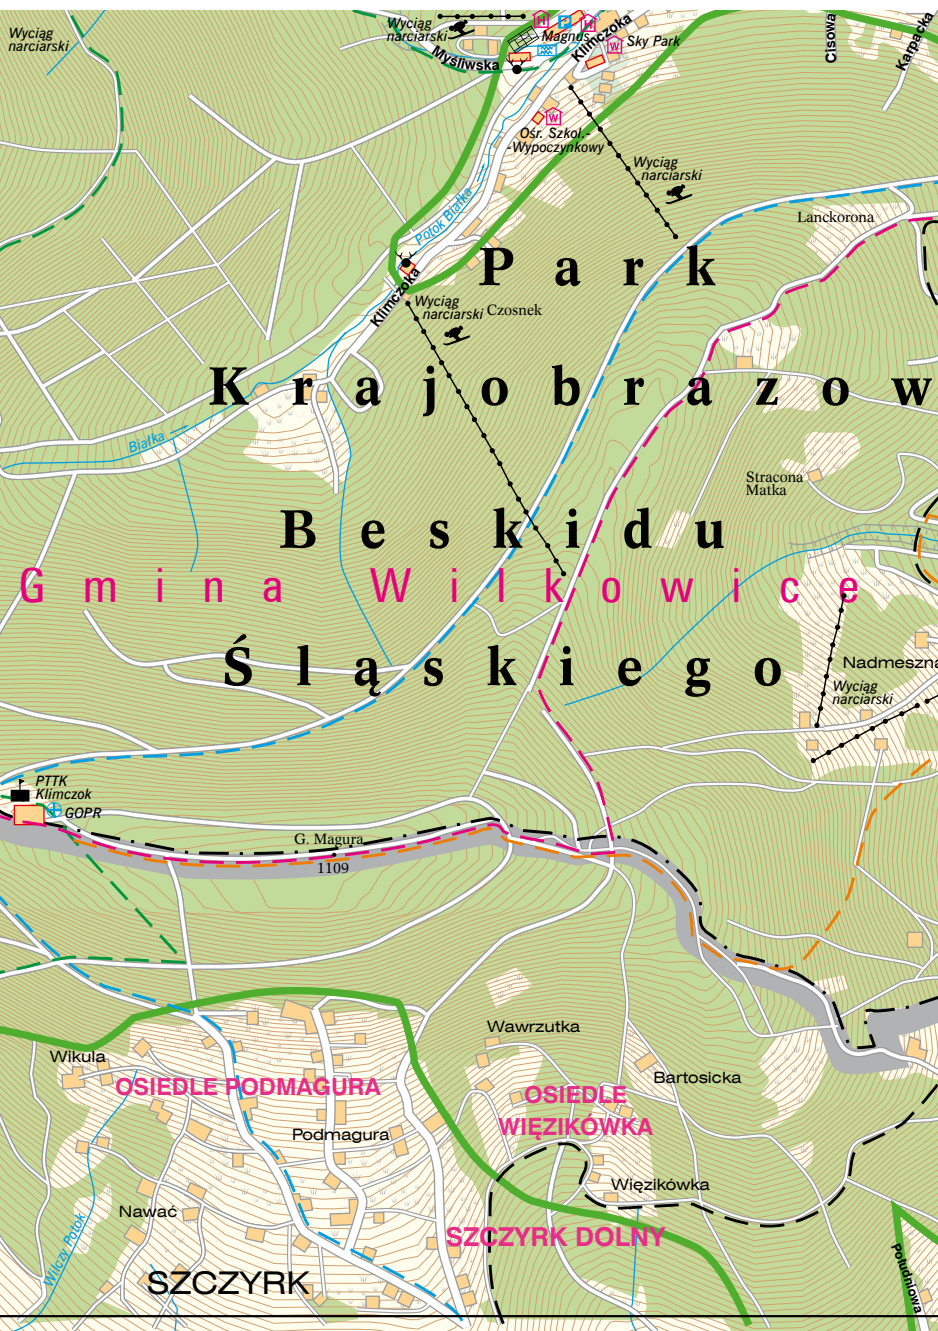 Wyciąg
narciarski
Wyciąg
narciarski
Magnus
Myśliwska
Klimczoka
Sky Park
Cisowa
Karpacka
H
P
H
W
W
Ośr. Szkol.-
-Wypoczynkowy
Wyciąg
narciarski
Potok Białka
Lanckorona
Park
Klimczoka
Wyciąg
narciarski
Czosnek
Krajobrazow
Białka
Stracona
Matka
Beskidu
Gmina Wilkowice
Śląskiego
Nadmeszna
Wyciąg
narciarski
PTTK
Klimczok
GOPR
G. Magura
1109
Wawrzutka
Wikula
Bartosicka
OSIEDLE PODMAGURA
OSIEDLE
WIĘZIKÓWKA
Podmagura
Więzikówka
Nawać
SZCZYRK DOLNY
Wilczy Potok
Południowa
SZCZYRK